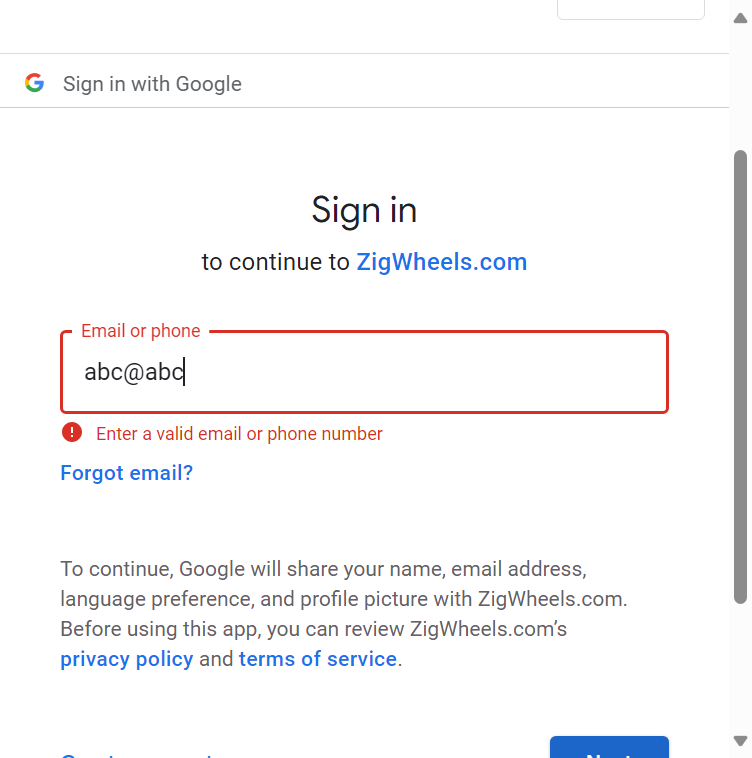 Sign in with Google
Sign in
to continue to ZigWheels.com
Email or phone
abc@abc
Enter a valid email or phone number
Forgot email?
To continue, Google will share your name, email address,
language preference, and profile picture with ZigWheels.com.
Before using this app, you can review ZigWheels.com’s
privacy policy and terms of service.